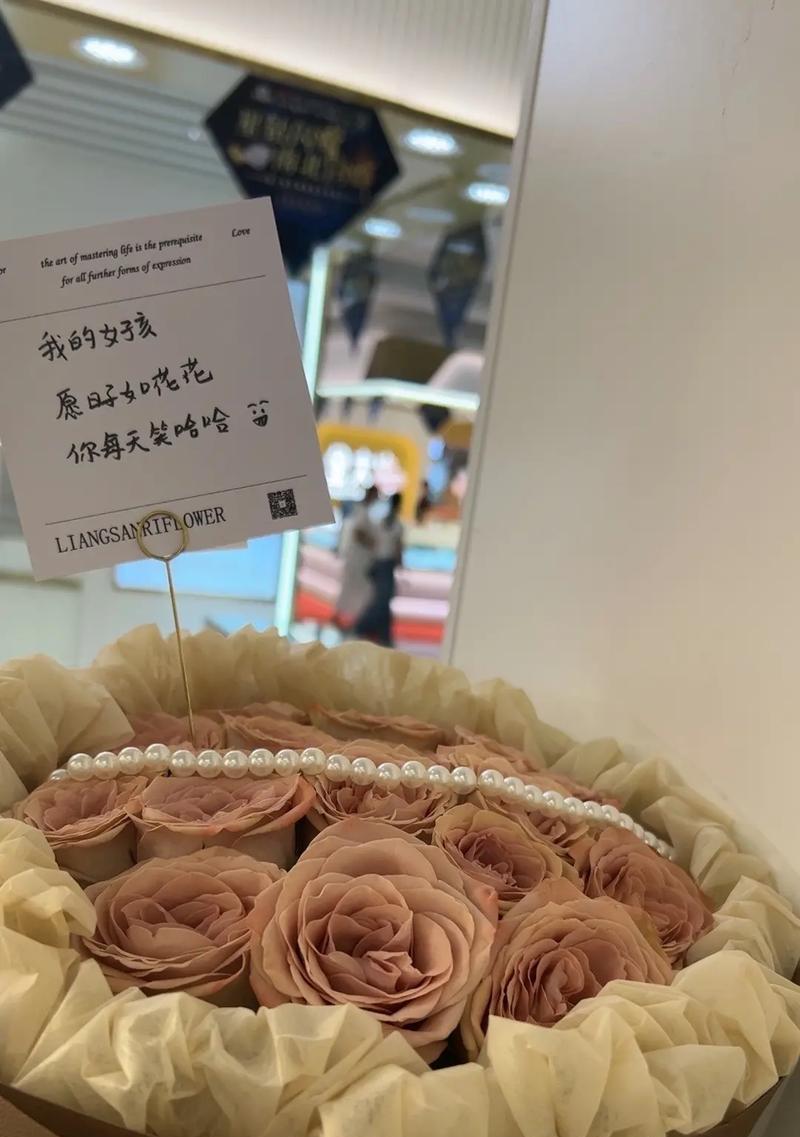 the art of mastering life is the prerequisite
Love
for all further forms of expression
我的女孩
愿日子如花花
你每天笑哈哈
LIANGSANRIFLOWER